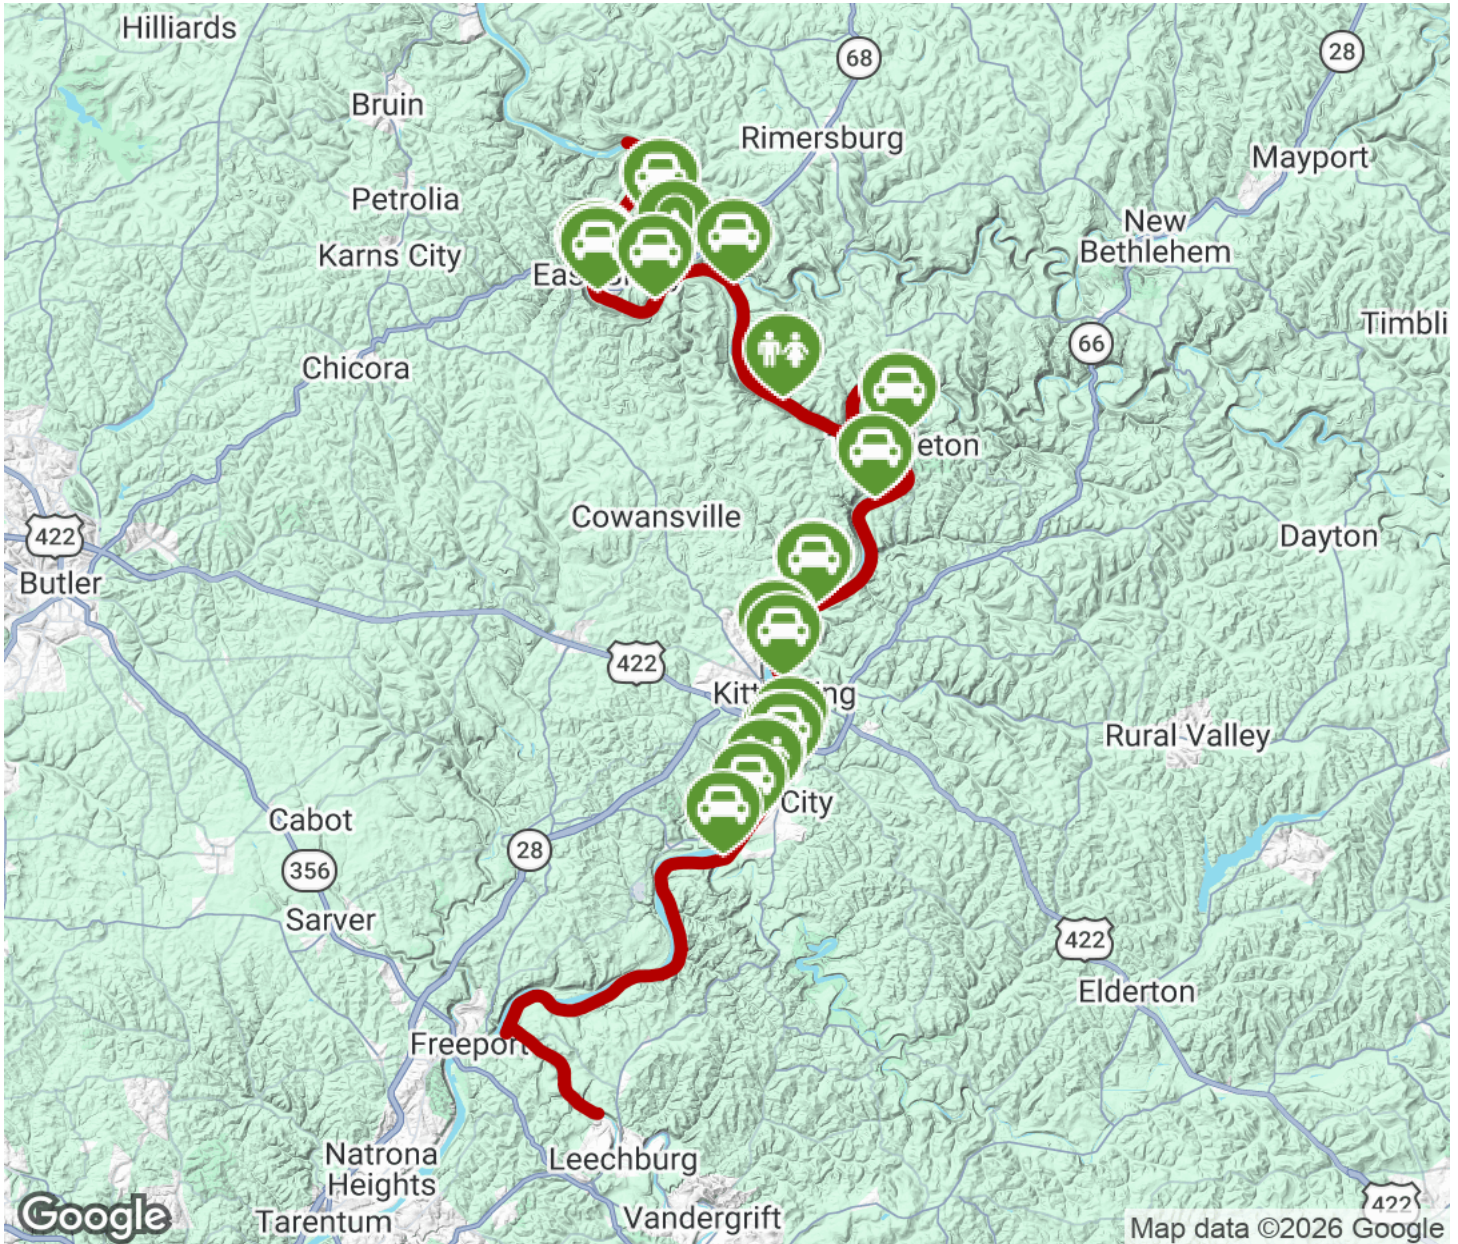 Hilliards
68
28
Bruin
Rimersburg
Mayport
Petrolia
New
Bethlehem
Karns City
Timbli
66
Chicora
eton
Cowansville
Dayton
422
Butler
422
Rural Valley
City
Cabot
28
356
Sarver
422
Elderton
Freeport
Natrona
Heights
Leechburg
422
Google
Tarentum
Vandergrift
Map data ©2026 Google